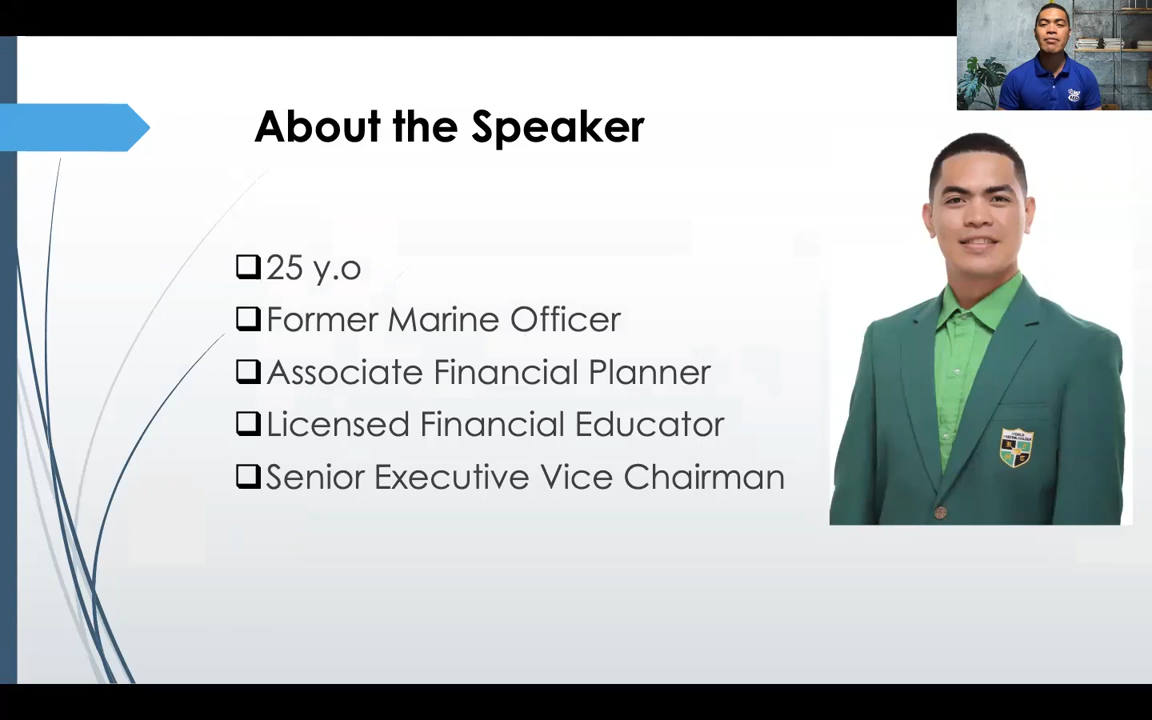 About the Speaker
25 y.o
Former Marine Officer
Associate Financial Planner
Licensed Financial Educator
Senior Executive Vice Chairman